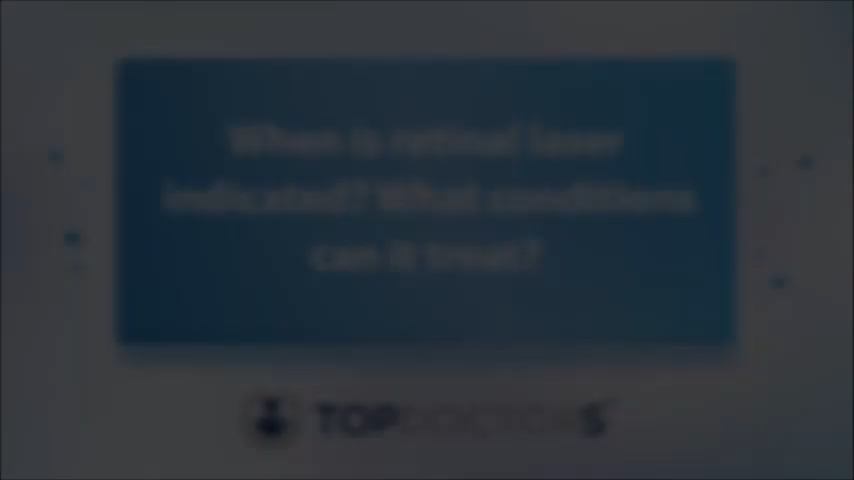 When is retinal laser
indicated? What conditions
can it treat?
TOPDOCTORS